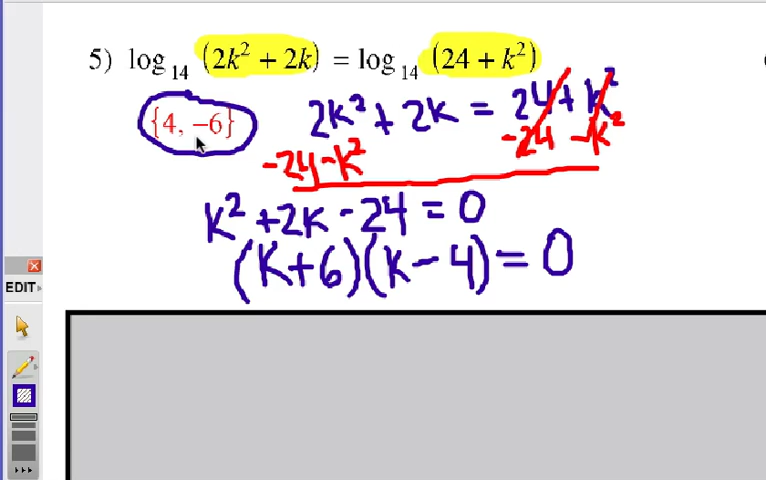 5) log₁₄ (2k² + 2k) = log₁₄ (24 + k²)
{4, −6}
2k² + 2k = 24 + k²
-24 -k²
-24 -k²
k² + 2k - 24 = 0
(k+6)(k-4) = 0
EDIT